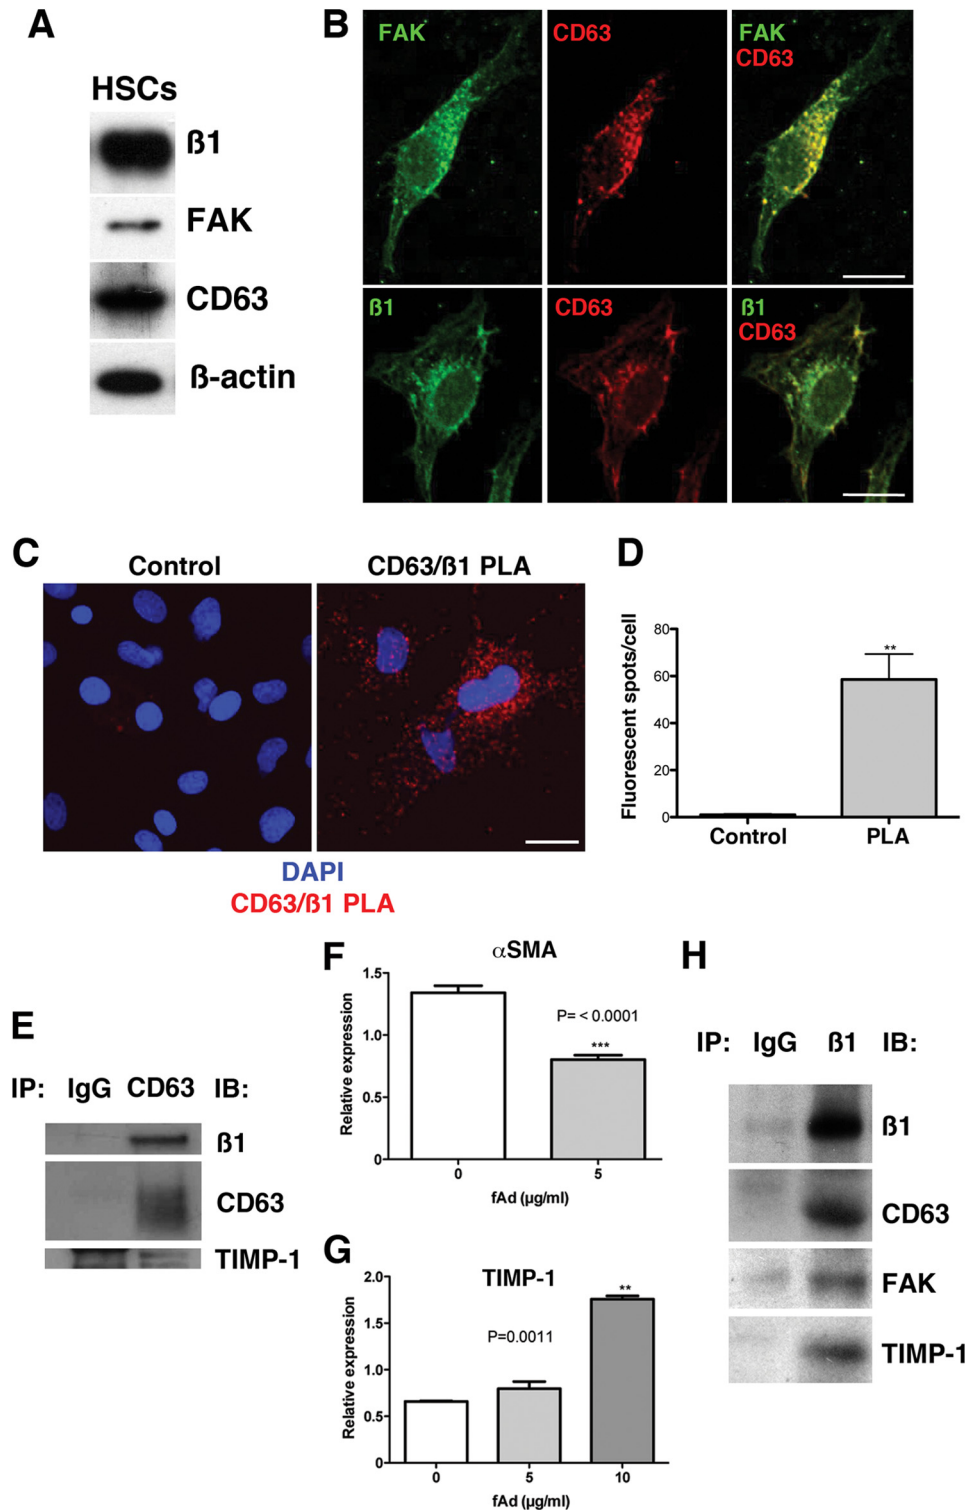 A
HSCs
ß1
FAK
CD63
ß-actin
B
FAK
CD63
FAK
CD63
ß1
CD63
ß1
CD63
C
Control
CD63/ß1 PLA
DAPI
CD63/ß1 PLA
D
Fluorescent spots/cell
80
60
40
20
0
**
Control
PLA
E
IP: IgG CD63 IB:
ß1
CD63
TIMP-1
F
αSMA
Relative expression
1.5
1.0
0.5
0
P= < 0.0001
***
0
5
fAd (µg/ml)
G
TIMP-1
Relative expression
2.0
1.5
1.0
0.5
0
P=0.0011
**
0
5
10
fAd (µg/ml)
H
IP: IgG ß1 IB:
ß1
CD63
FAK
TIMP-1